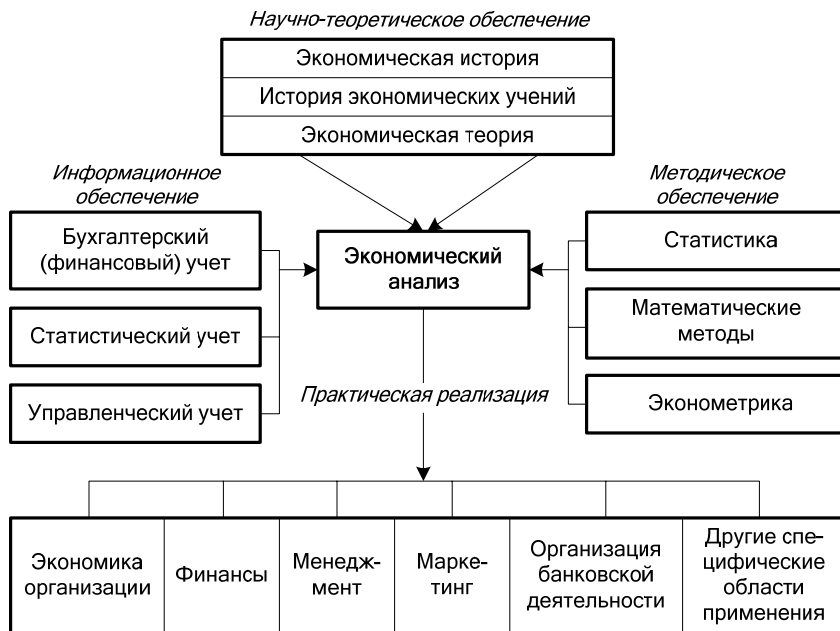 Научно-теоретическое обеспечение
Экономическая история
История экономических учений
Экономическая теория
Информационное
обеспечение
Бухгалтерский
(финансовый) учет
Статистический учет
Управленческий учет
Экономический
анализ
Методическое
обеспечение
Статистика
Математические
методы
Эконометрика
Практическая реализация
Экономика
организации
Финансы
Менедж-
мент
Марке-
тинг
Организация
банковской
деятельности
Другие спе-
цифические
области
применения